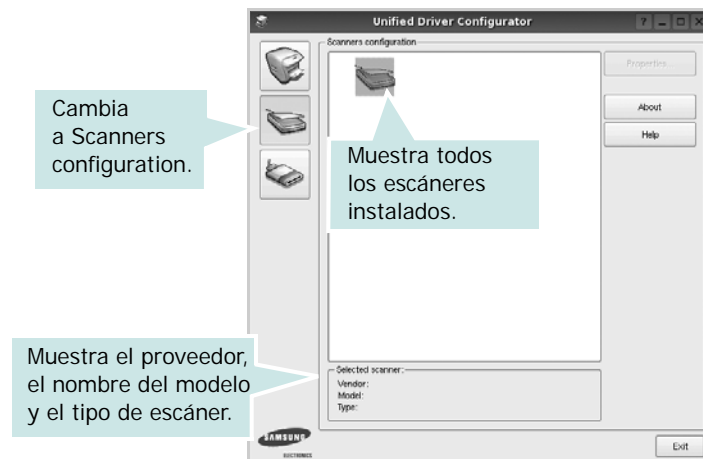 Unified Driver Configurator
Scanners configuration
Properties...
About
Help
Cambia
a Scanners
configuration.
Muestra todos
los escáneres
instalados.
Muestra el proveedor,
el nombre del modelo
y el tipo de escáner.
Selected scanner:
Vendor:
Model:
Type:
SAMSUNG
ELECTRONICS
Exit